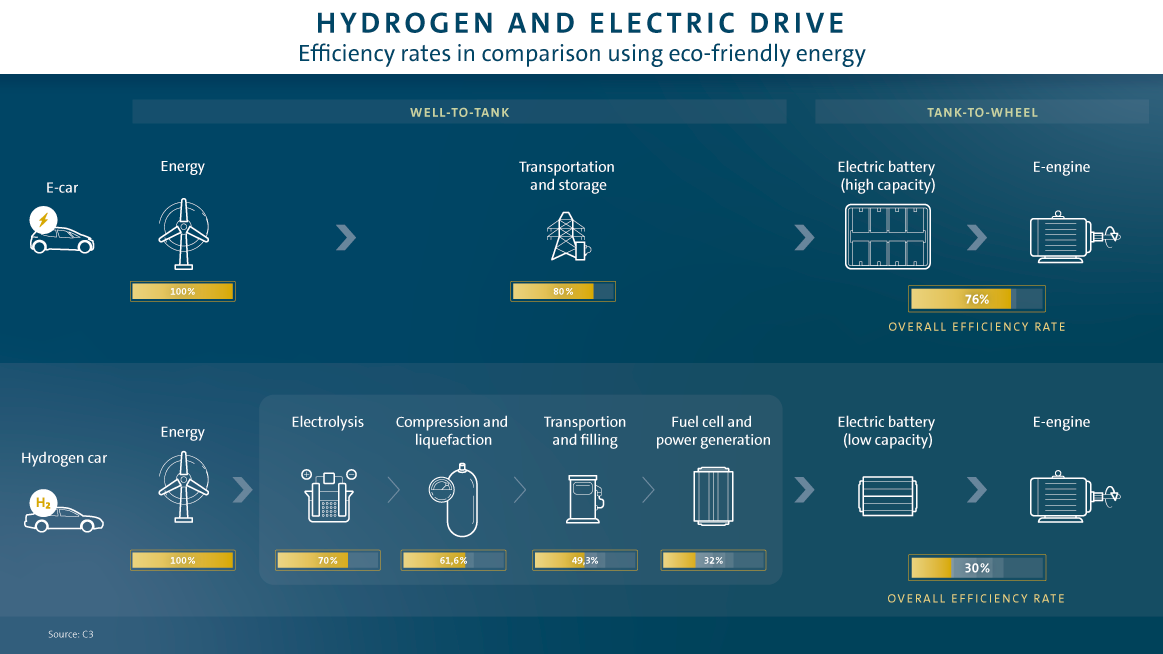 HYDROGEN AND ELECTRIC DRIVE
Efficiency rates in comparison using eco-friendly energy
WELL-TO-TANK
TANK-TO-WHEEL
E-car
Energy
100%
Transportation
and storage
80%
Electric battery
(high capacity)
E-engine
76%
OVERALL EFFICIENCY RATE
Hydrogen car
H₂
Energy
100%
Electrolysis
70%
Compression and
liquefaction
61,6%
Transportion
and filling
49,3%
Fuel cell and
power generation
32%
Electric battery
(low capacity)
E-engine
30%
OVERALL EFFICIENCY RATE
Source: C3